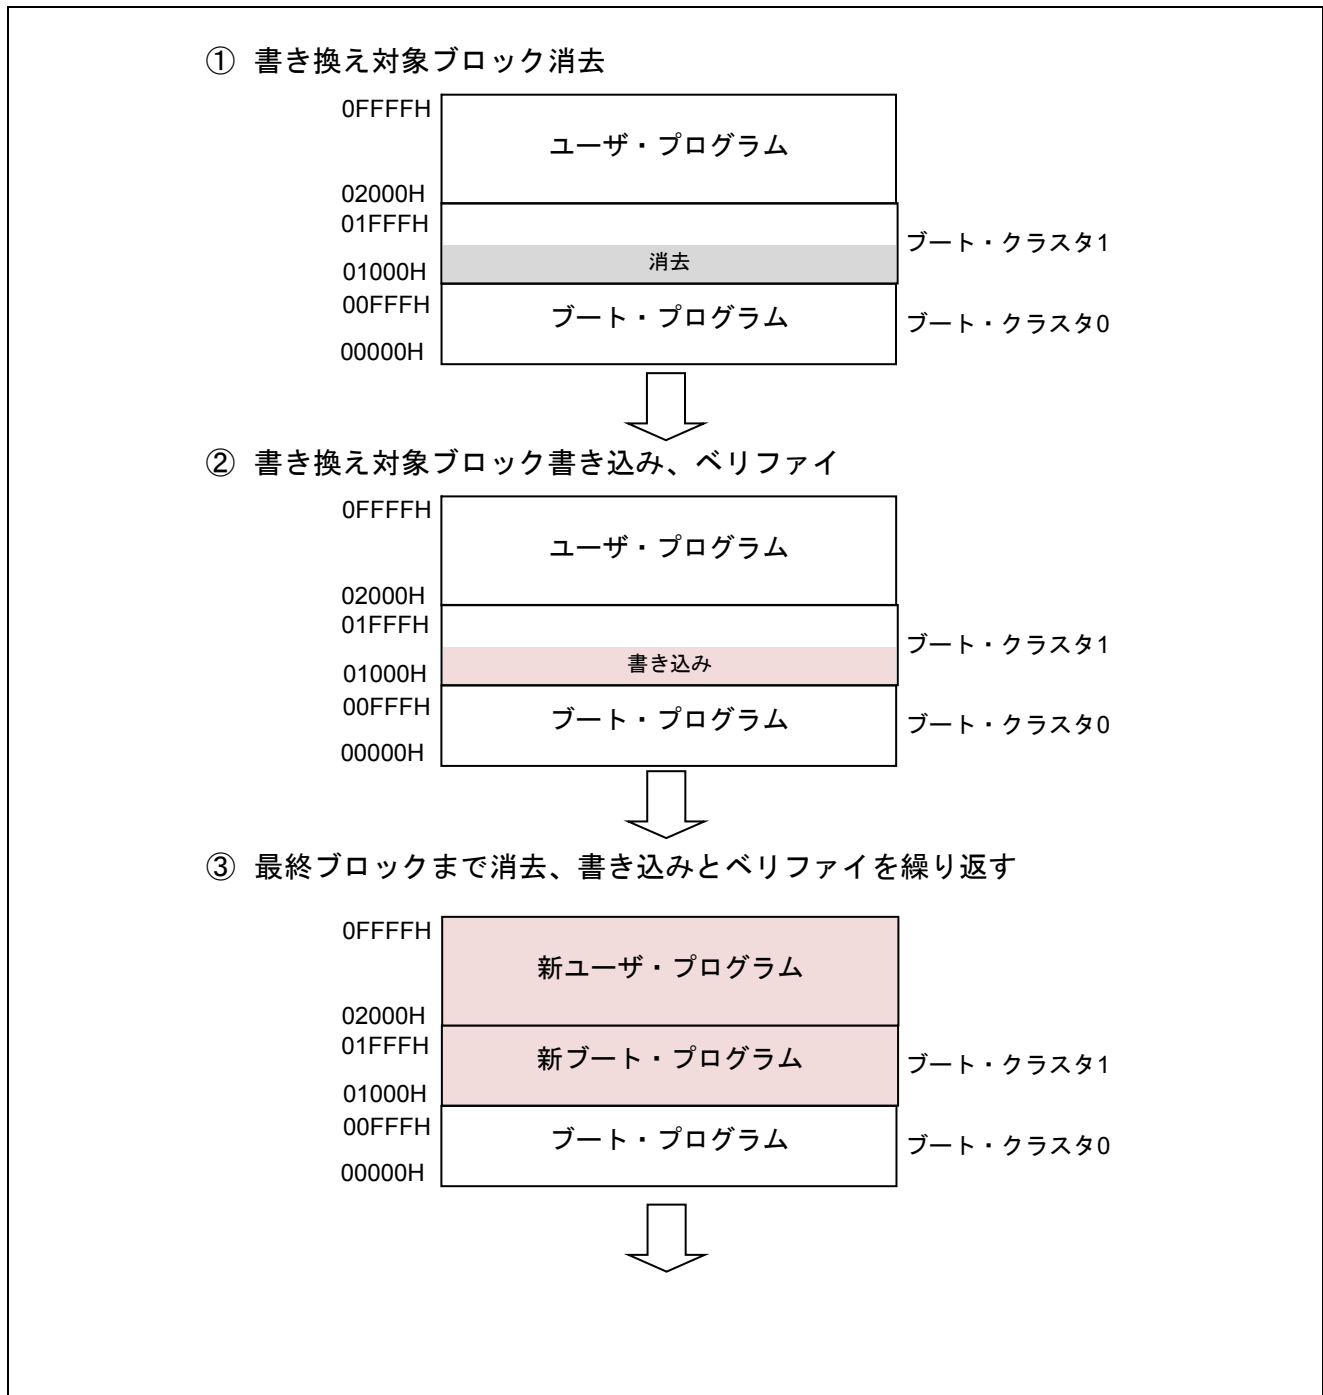 ① 書き換え対象ブロック消去
0FFFFH
ユーザ・プログラム
02000H
01FFFH
ブート・クラスタ1
消去
01000H
00FFFH
ブート・プログラム
ブート・クラスタ0
00000H
② 書き換え対象ブロック書き込み、ベリファイ
0FFFFH
ユーザ・プログラム
02000H
01FFFH
ブート・クラスタ1
書き込み
01000H
00FFFH
ブート・プログラム
ブート・クラスタ0
00000H
③ 最終ブロックまで消去、書き込みとベリファイを繰り返す
0FFFFH
新ユーザ・プログラム
02000H
01FFFH
新ブート・プログラム
ブート・クラスタ1
01000H
00FFFH
ブート・プログラム
ブート・クラスタ0
00000H